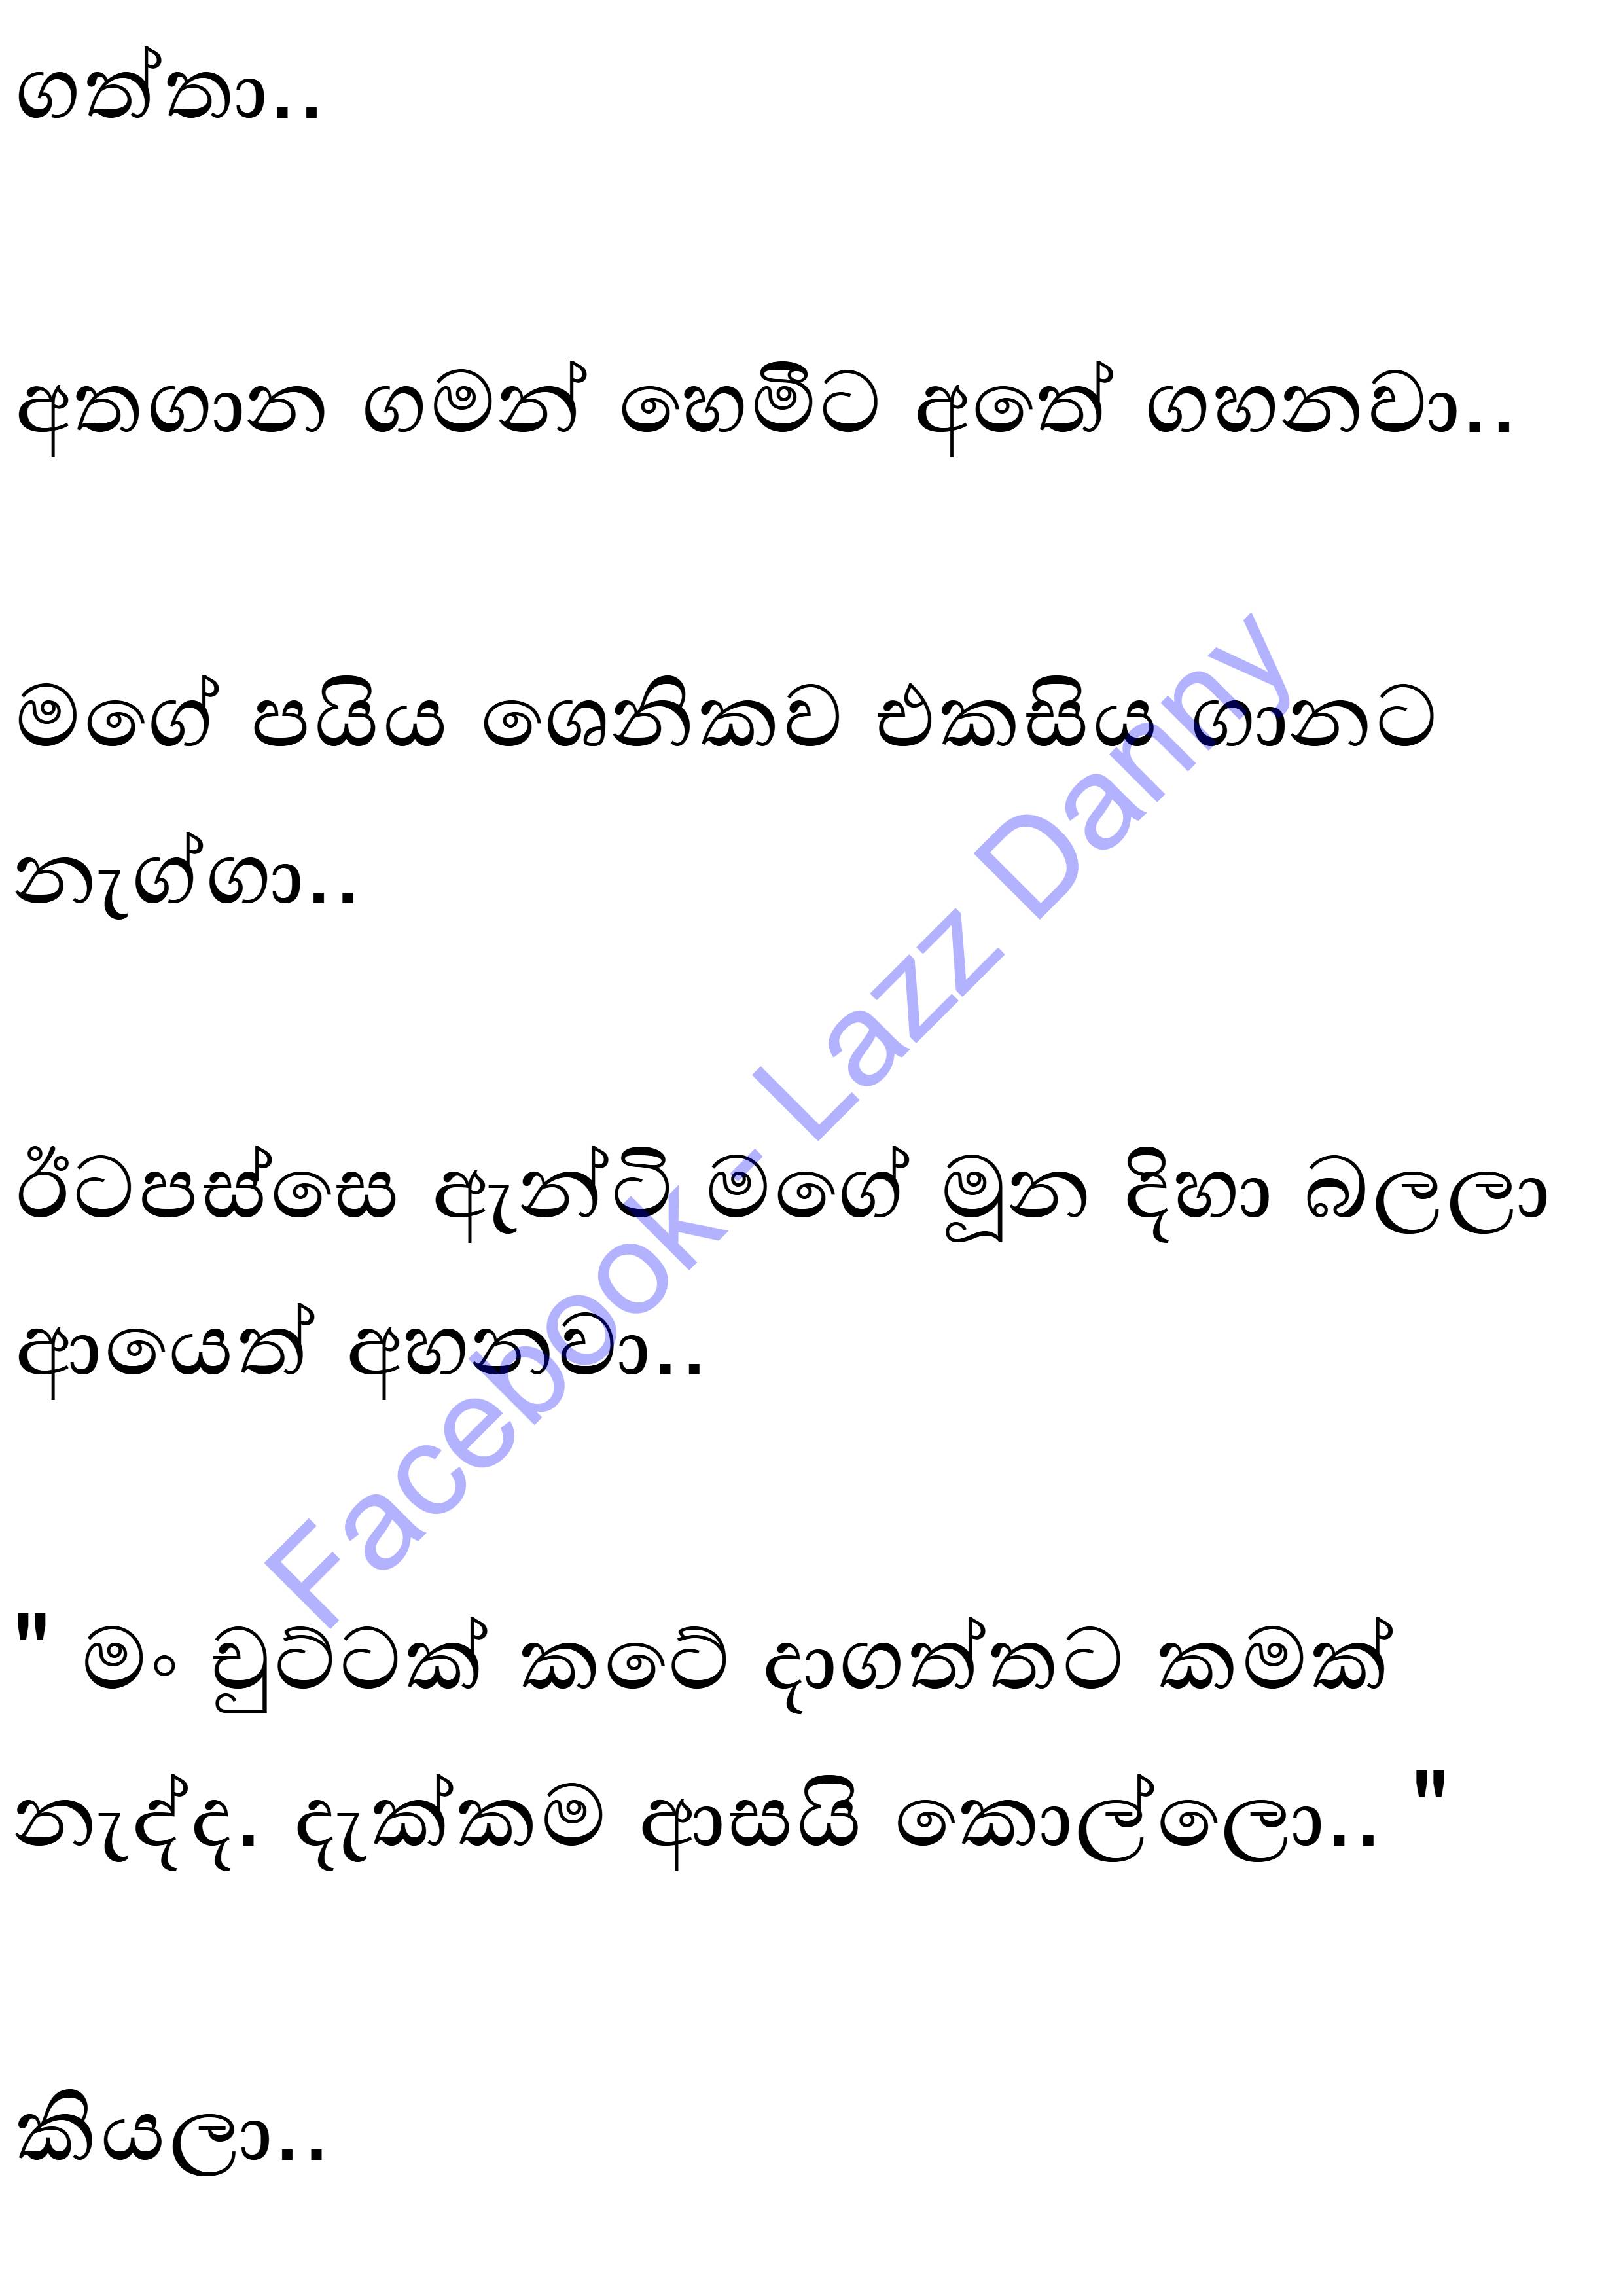 ගත්තා..
අතගාන ගමන් හෙමීට අතේ ගහනවා..
මගේ පයිය ශෙනිකව එකසිය ගානට
නැග්ගා..
ඊටපස්සෙ ඇන්ටි මගේ මූන දිහා බලලා
ආයෙත් අහනවා..
" මං චුට්ටක් කටේ දාගත්තට කමක්
නැද්ද. දැක්කම ආසයි කොල්ලො.. "
කියලා..
Facebook - Lazz Danny